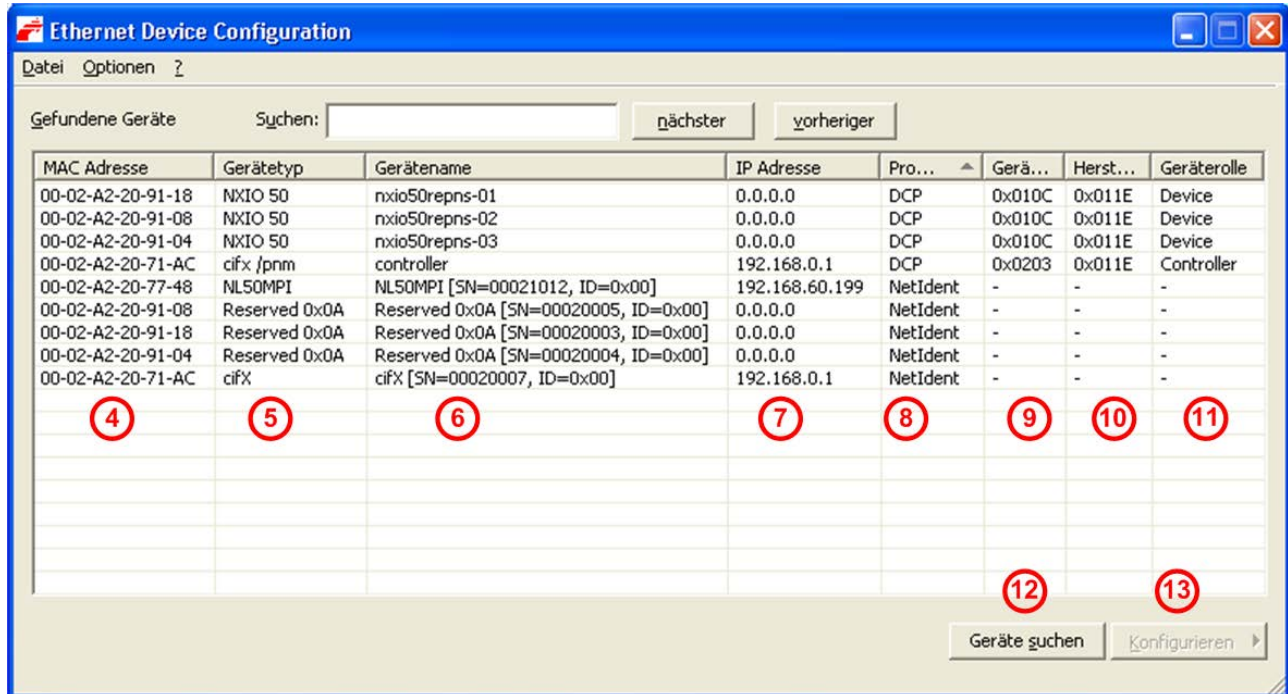 Ethernet Device Configuration
Datei Optionen ?
Gefundene Geräte Suchen: nächster vorheriger
MAC Adresse Gerätetyp Gerätename IP Adresse Pro... Gerä... Herst... Geräterolle
00-02-A2-20-91-18 NXIO 50 nxio50repns-01 0.0.0.0 DCP 0x010C 0x011E Device
00-02-A2-20-91-08 NXIO 50 nxio50repns-02 0.0.0.0 DCP 0x010C 0x011E Device
00-02-A2-20-91-04 NXIO 50 nxio50repns-03 0.0.0.0 DCP 0x010C 0x011E Device
00-02-A2-20-71-AC cifx /pnm controller 192.168.0.1 DCP 0x0203 0x011E Controller
00-02-A2-20-77-48 NL50MPI NL50MPI [SN=00021012, ID=0x00] 192.168.60.199 NetIdent - - -
00-02-A2-20-91-08 Reserved 0x0A Reserved 0x0A [SN=00020005, ID=0x00] 0.0.0.0 NetIdent - - -
00-02-A2-20-91-18 Reserved 0x0A Reserved 0x0A [SN=00020003, ID=0x00] 0.0.0.0 NetIdent - - -
00-02-A2-20-91-04 Reserved 0x0A Reserved 0x0A [SN=00020004, ID=0x00] 0.0.0.0 NetIdent - - -
00-02-A2-20-71-AC cifX cifX [SN=00020007, ID=0x00] 192.168.0.1 NetIdent - - -
4 5 6 7 8 9 10 11
12 13
Geräte suchen Konfigurieren